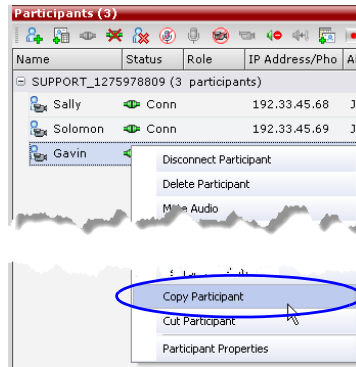 Participants (3)
Name Status Role IP Address/Pho
SUPPORT_1275978809 (3 participants)
Sally Conn 192.33.45.68
Solomon Conn 192.33.45.69
Gavin
Disconnect Participant
Delete Participant
Mute Audio
Copy Participant
Cut Participant
Participant Properties